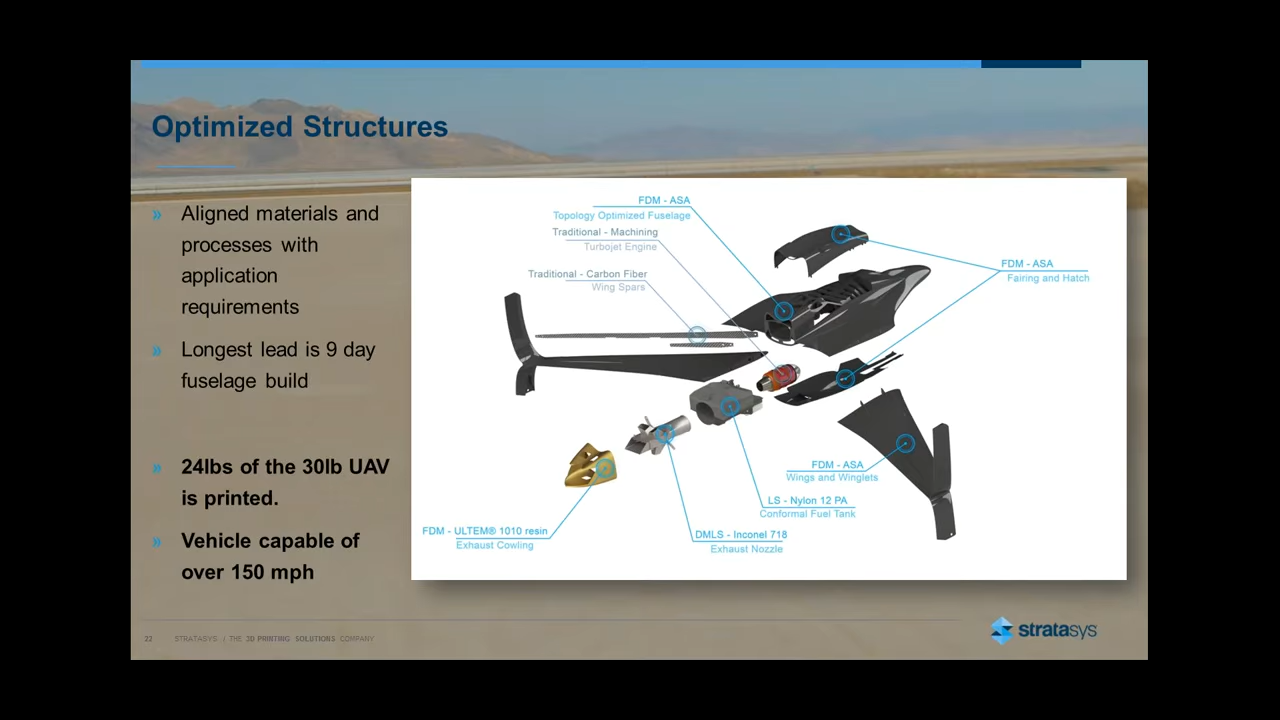 Optimized Structures
» Aligned materials and
processes with
application
requirements
» Longest lead is 9 day
fuselage build
» 24lbs of the 30lb UAV
is printed.
» Vehicle capable of
over 150 mph
FDM - ASA
Topology Optimized Fuselage
Traditional - Machining
Turbojet Engine
Traditional - Carbon Fiber
Wing Spars
FDM - ASA
Fairing and Hatch
FDM - ASA
Wings and Winglets
LS - Nylon 12 PA
Conformal Fuel Tank
FDM - ULTEM® 1010 resin
Exhaust Cowling
DMLS - Inconel 718
Exhaust Nozzle
22 STRATASYS / THE 3D PRINTING SOLUTIONS COMPANY
stratasys